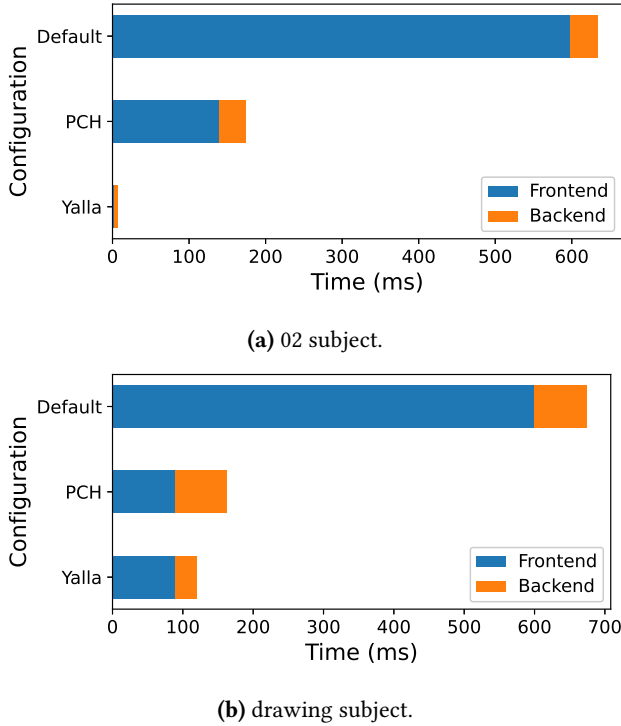 Default
PCH
Yalla
Configuration
Frontend
Backend
0 100 200 300 400 500 600
Time (ms)
(a) 02 subject.
Default
PCH
Yalla
Configuration
Frontend
Backend
0 100 200 300 400 500 600 700
Time (ms)
(b) drawing subject.